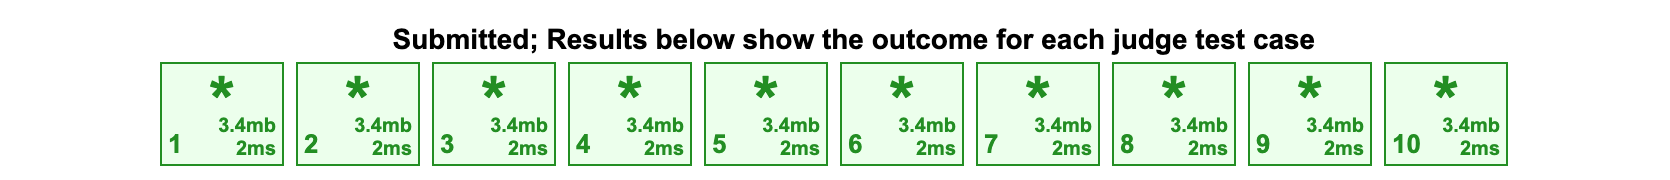 Submitted; Results below show the outcome for each judge test case
* * * * * * * * * *
3.4mb 3.4mb 3.4mb 3.4mb 3.4mb 3.4mb 3.4mb 3.4mb 3.4mb 3.4mb
1 2ms 2 2ms 3 2ms 4 2ms 5 2ms 6 2ms 7 2ms 8 2ms 9 2ms 10 2ms